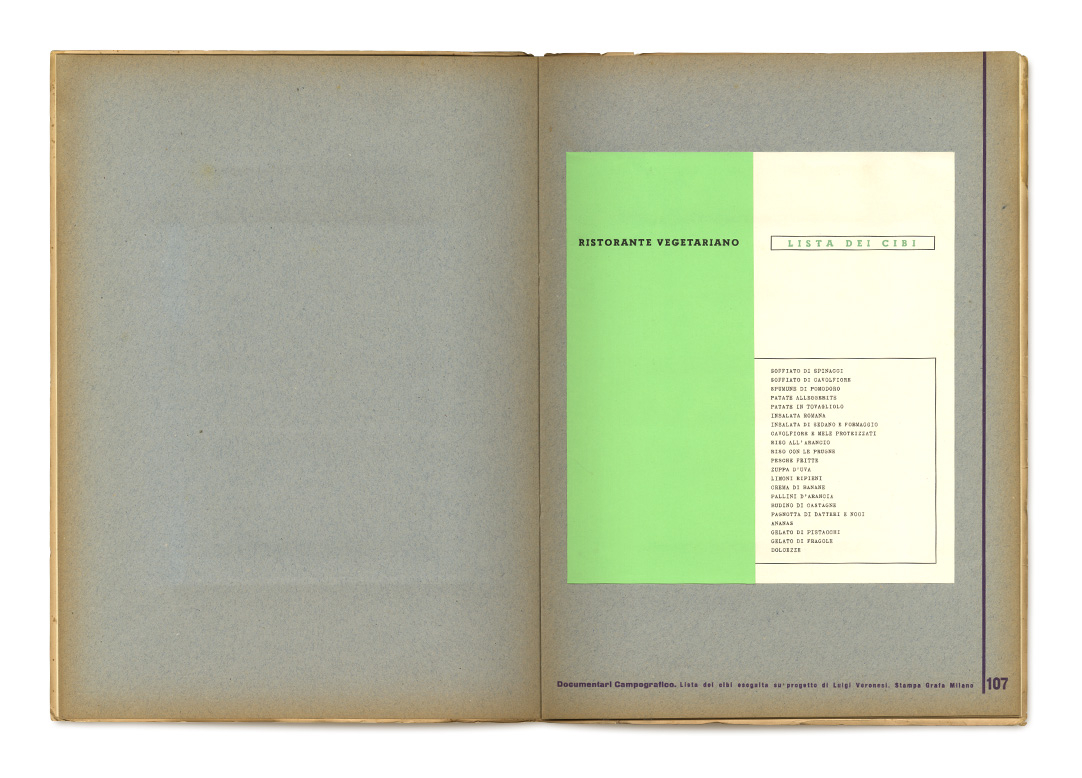 RISTORANTE VEGETARIANO
LISTA DEI CIBI
SOFFIATO DI SPINACCI
SOFFIATO DI CAVOLFIORE
SPUMONE DI POMODORO
PATATE ALLEGGERITE
PATATE IN TOVAGLIOLO
INSALATA ROMANA
INSALATA DI SEDANO E FORMAGGIO
CAVOLFIORE E MELE PROTEIZZATI
RISO ALL'ARANCIO
RISO CON LE PRUGNE
PESCHE FRITTE
ZUPPA D'UVA
LIMONI RIPIENI
CREMA DI BANANE
PALLINI D'ARANCIA
BUDINO DI CASTAGNE
PAGNOTTA DI DATTERI E NOCI
ANANAS
GELATO DI PISTACCHI
GELATO DI FRAGOLE
DOLCEZZE
Documentari Campografico. Lista dei cibi eseguita su progetto di Luigi Veronesi. Stampa Grafa Milano
107